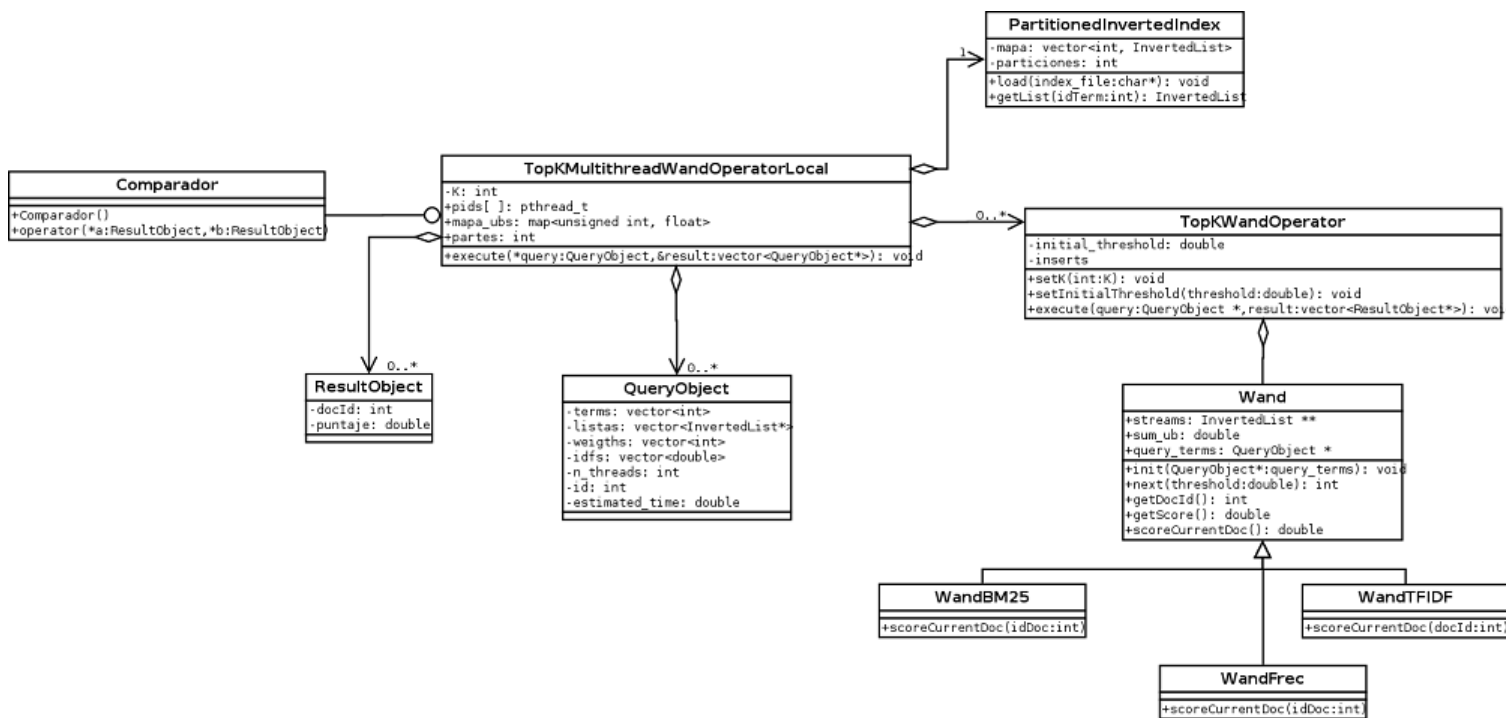 PartitionedInvertedIndex
-mapa: vector<int, InvertedList>
-particiones: int
+load(index_file:char*): void
+getList(idTerm:int): InvertedList
1
TopKMultithreadWandOperatorLocal
-K: int
+pids[ ]: pthread_t
+mapa_ubs: map<unsigned int, float>
+partes: int
+execute(*query:QueryObject,&result:vector<QueryObject*>): void
Comparador
+Comparador()
+operator(*a:ResultObject,*b:ResultObject)
0..*
TopKWandOperator
-initial_threshold: double
-inserts
+setK(int:K): void
+setInitialThreshold(threshold:double): void
+execute(query:QueryObject *,result:vector<ResultObject*>): voi
0..*
ResultObject
-docId: int
-puntaje: double
0..*
QueryObject
-terms: vector<int>
-listas: vector<InvertedList*>
-weigths: vector<int>
-idfs: vector<double>
-n_threads: int
-id: int
-estimated_time: double
Wand
+streams: InvertedList **
+sum_ub: double
+query_terms: QueryObject *
+init(QueryObject*:query_terms): void
+next(threshold:double): int
+getDocId(): int
+getScore(): double
+scoreCurrentDoc(): double
WandBM25
+scoreCurrentDoc(idDoc:int)
WandTFIDF
+scoreCurrentDoc(docId:int)
WandFrec
+scoreCurrentDoc(idDoc:int)